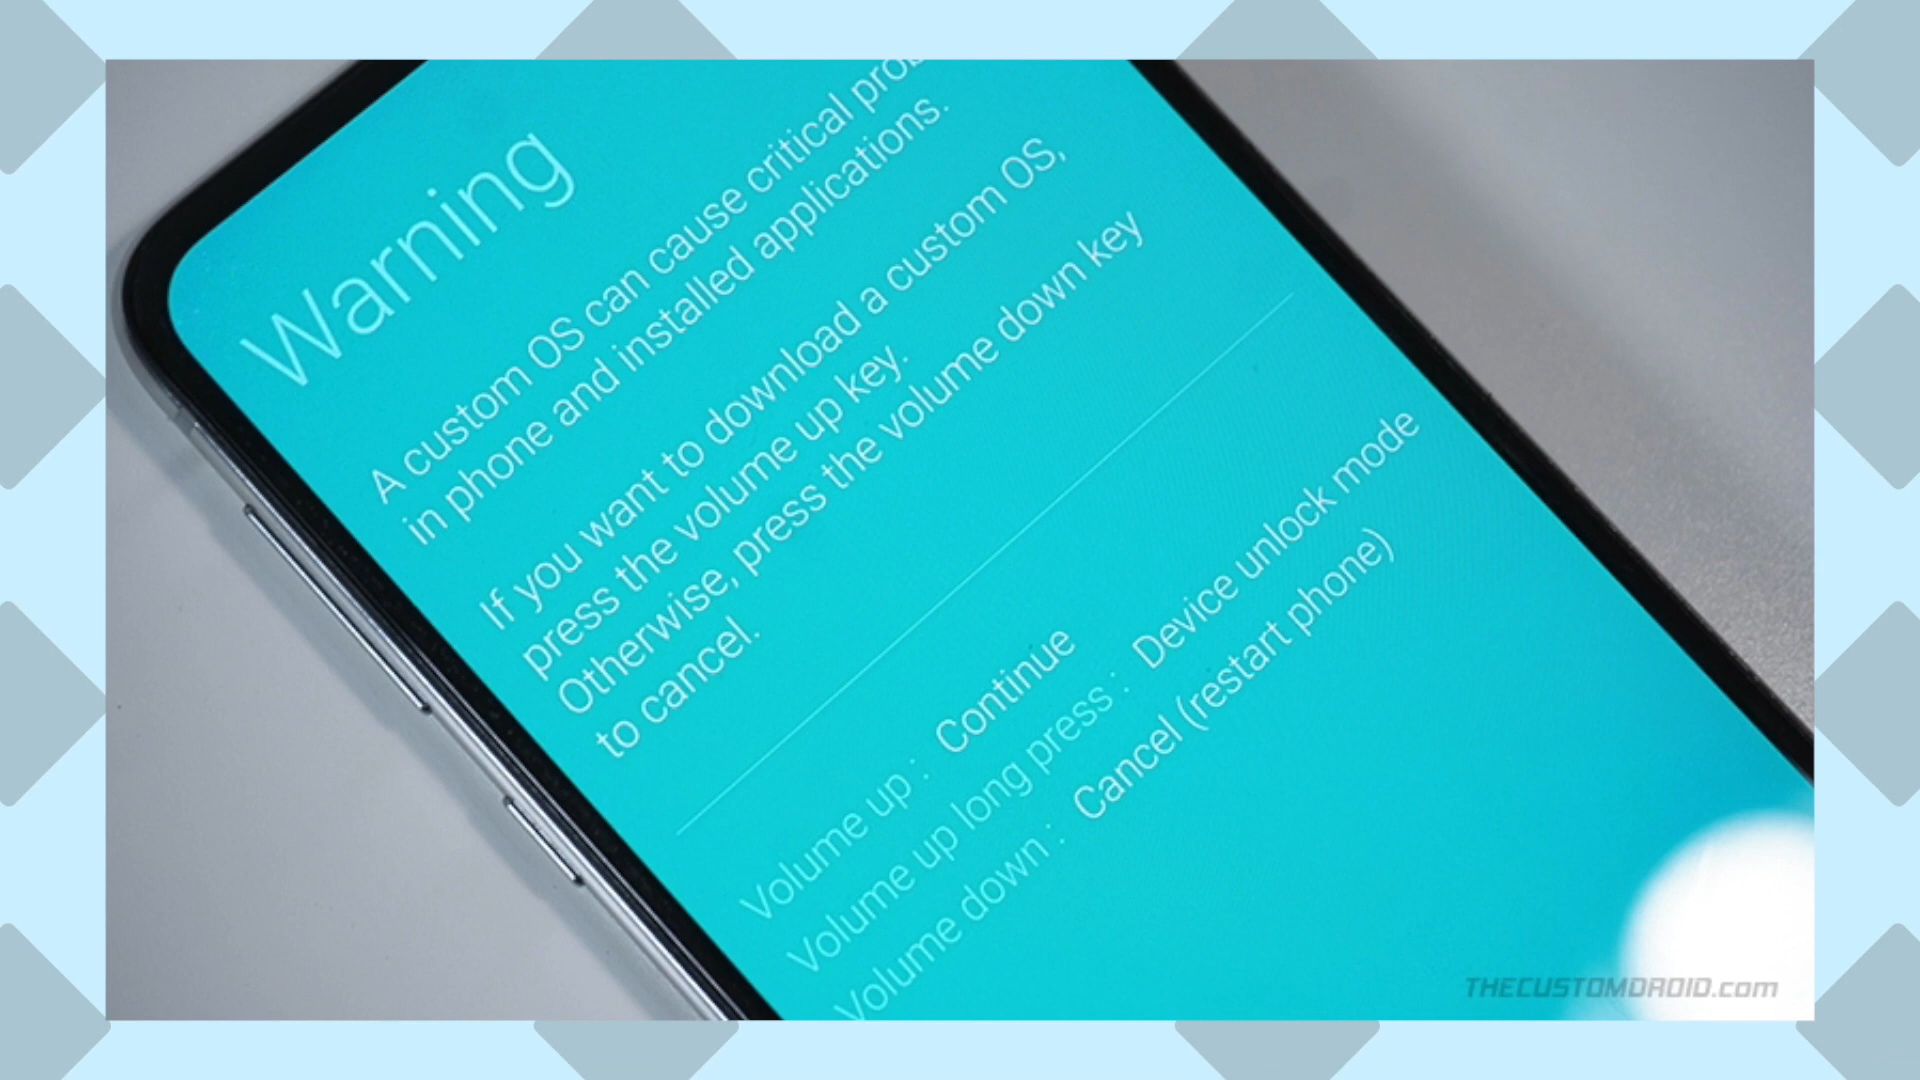 Warning
A custom OS can cause critical
in phone and installed applications.
If you want to download a custom OS,
press the volume up key.
Otherwise, press the volume down key
to cancel.
Volume up : Continue
Volume up long press : Device unlock mode
Volume down : Cancel (restart phone)
THECUSTOMDROID.com